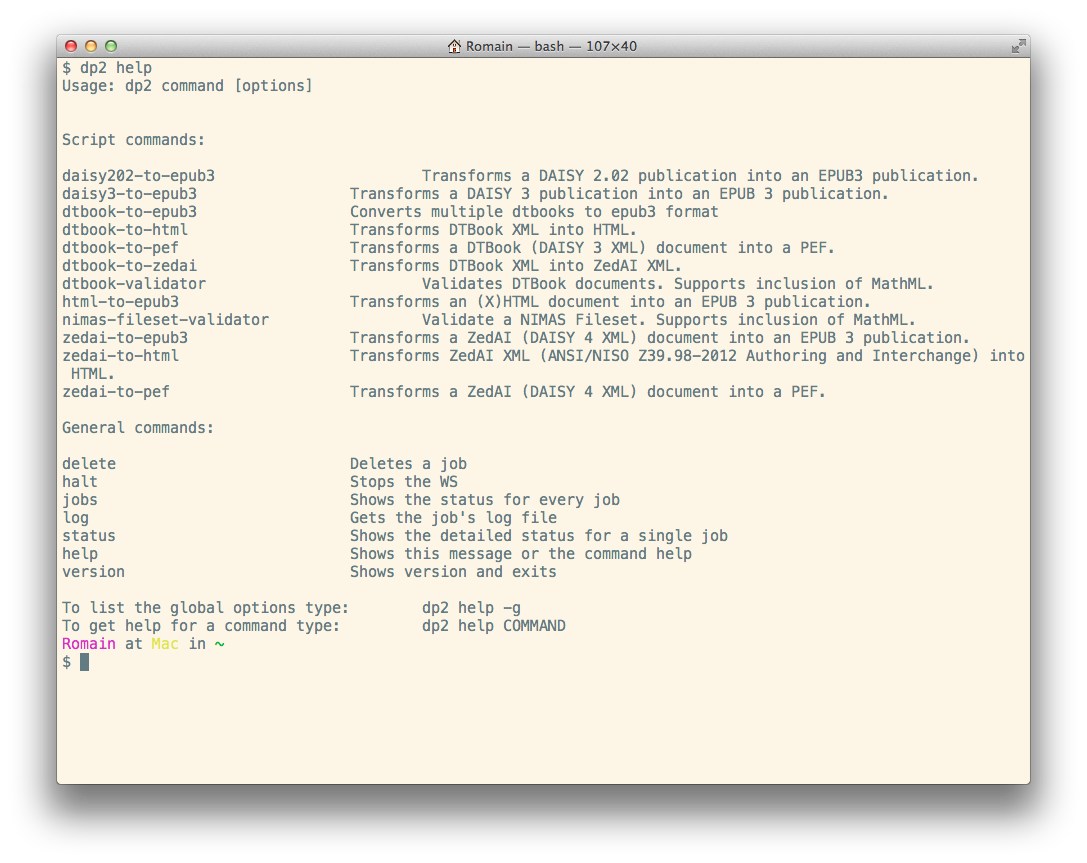 Romain — bash — 107×40
$ dp2 help
Usage: dp2 command [options]
Script commands:
daisy202-to-epub3 Transforms a DAISY 2.02 publication into an EPUB3 publication.
daisy3-to-epub3 Transforms a DAISY 3 publication into an EPUB 3 publication.
dtbook-to-epub3 Converts multiple dtbooks to epub3 format
dtbook-to-html Transforms DTBook XML into HTML.
dtbook-to-pef Transforms a DTBook (DAISY 3 XML) document into a PEF.
dtbook-to-zedai Transforms DTBook XML into ZedAI XML.
dtbook-validator Validates DTBook documents. Supports inclusion of MathML.
html-to-epub3 Transforms an (X)HTML document into an EPUB 3 publication.
nimas-fileset-validator Validate a NIMAS Fileset. Supports inclusion of MathML.
zedai-to-epub3 Transforms a ZedAI (DAISY 4 XML) document into an EPUB 3 publication.
zedai-to-html Transforms ZedAI XML (ANSI/NISO Z39.98-2012 Authoring and Interchange) into
HTML.
zedai-to-pef Transforms a ZedAI (DAISY 4 XML) document into a PEF.
General commands:
delete Deletes a job
halt Stops the WS
jobs Shows the status for every job
log Gets the job's log file
status Shows the detailed status for a single job
help Shows this message or the command help
version Shows version and exits
To list the global options type: dp2 help -g
To get help for a command type: dp2 help COMMAND
Romain at Mac in ~
$